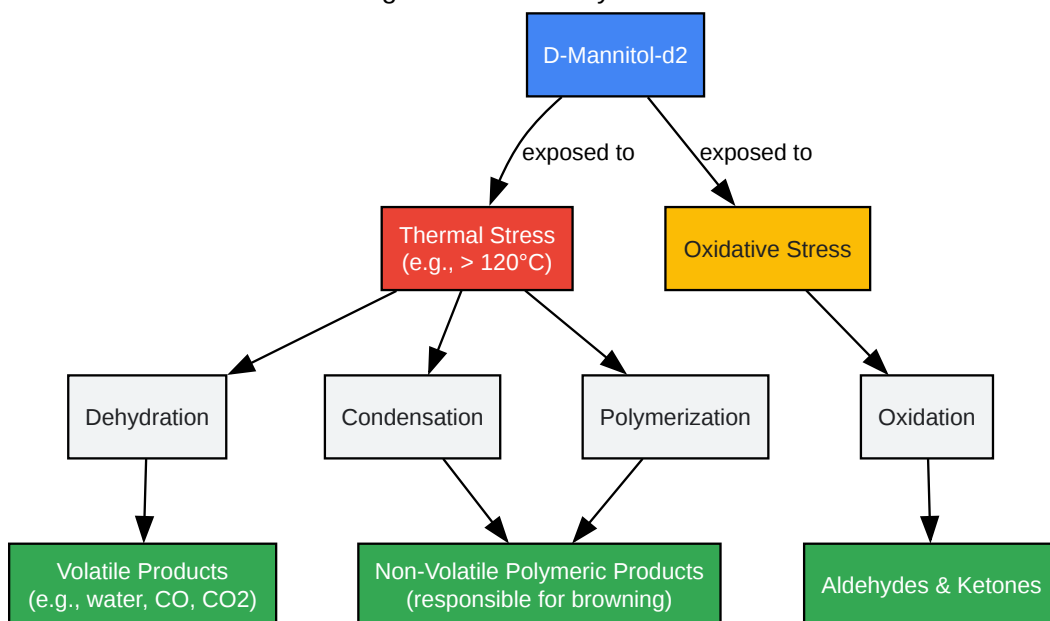 D-Mannitol-d2
exposed to
exposed to
Thermal Stress
(e.g., > 120°C)
Oxidative Stress
Dehydration
Condensation
Polymerization
Oxidation
Volatile Products
(e.g., water, CO, CO2)
Non-Volatile Polymeric Products
(responsible for browning)
Aldehydes & Ketones